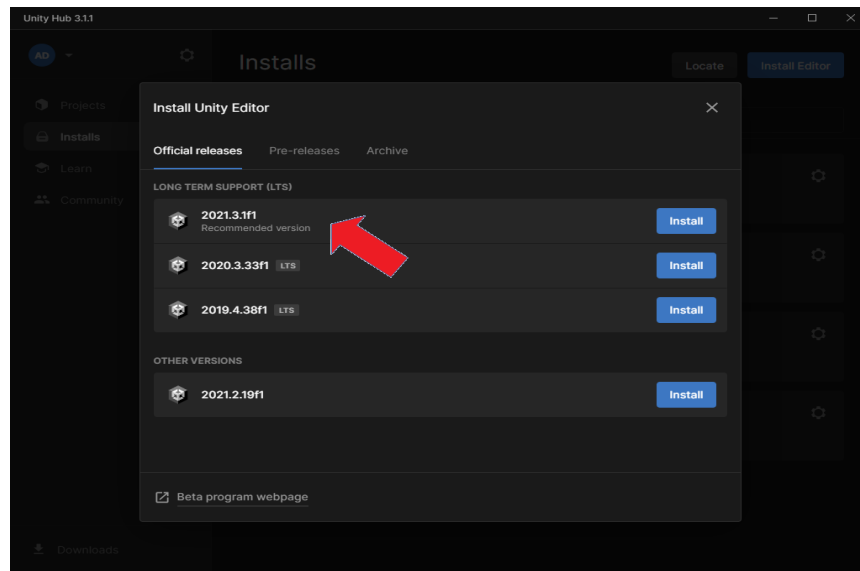 Unity Hub 3.1.1
AD
Installs
Locate
Install Editor
Projects
Installs
Learn
Community
Install Unity Editor
Official releases
Pre-releases
Archive
LONG TERM SUPPORT (LTS)
2021.3.1f1
Recommended version
Install
2020.3.33f1 LTS
Install
2019.4.38f1 LTS
Install
OTHER VERSIONS
2021.2.19f1
Install
Beta program webpage
Downloads